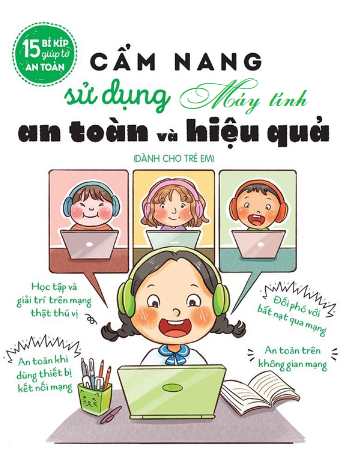 15 BÍ KÍP
giúp tớ
AN TOÀN
CẨM NANG
sử dụng Máy tính
an toàn và hiệu quả
(DÀNH CHO TRẺ EM)
Học tập và
giải trí trên mạng
thật thú vị
Đối phó với
bắt nạt qua mạng
An toàn khi
dùng thiết bị
kết nối mạng
An toàn trên
không gian mạng